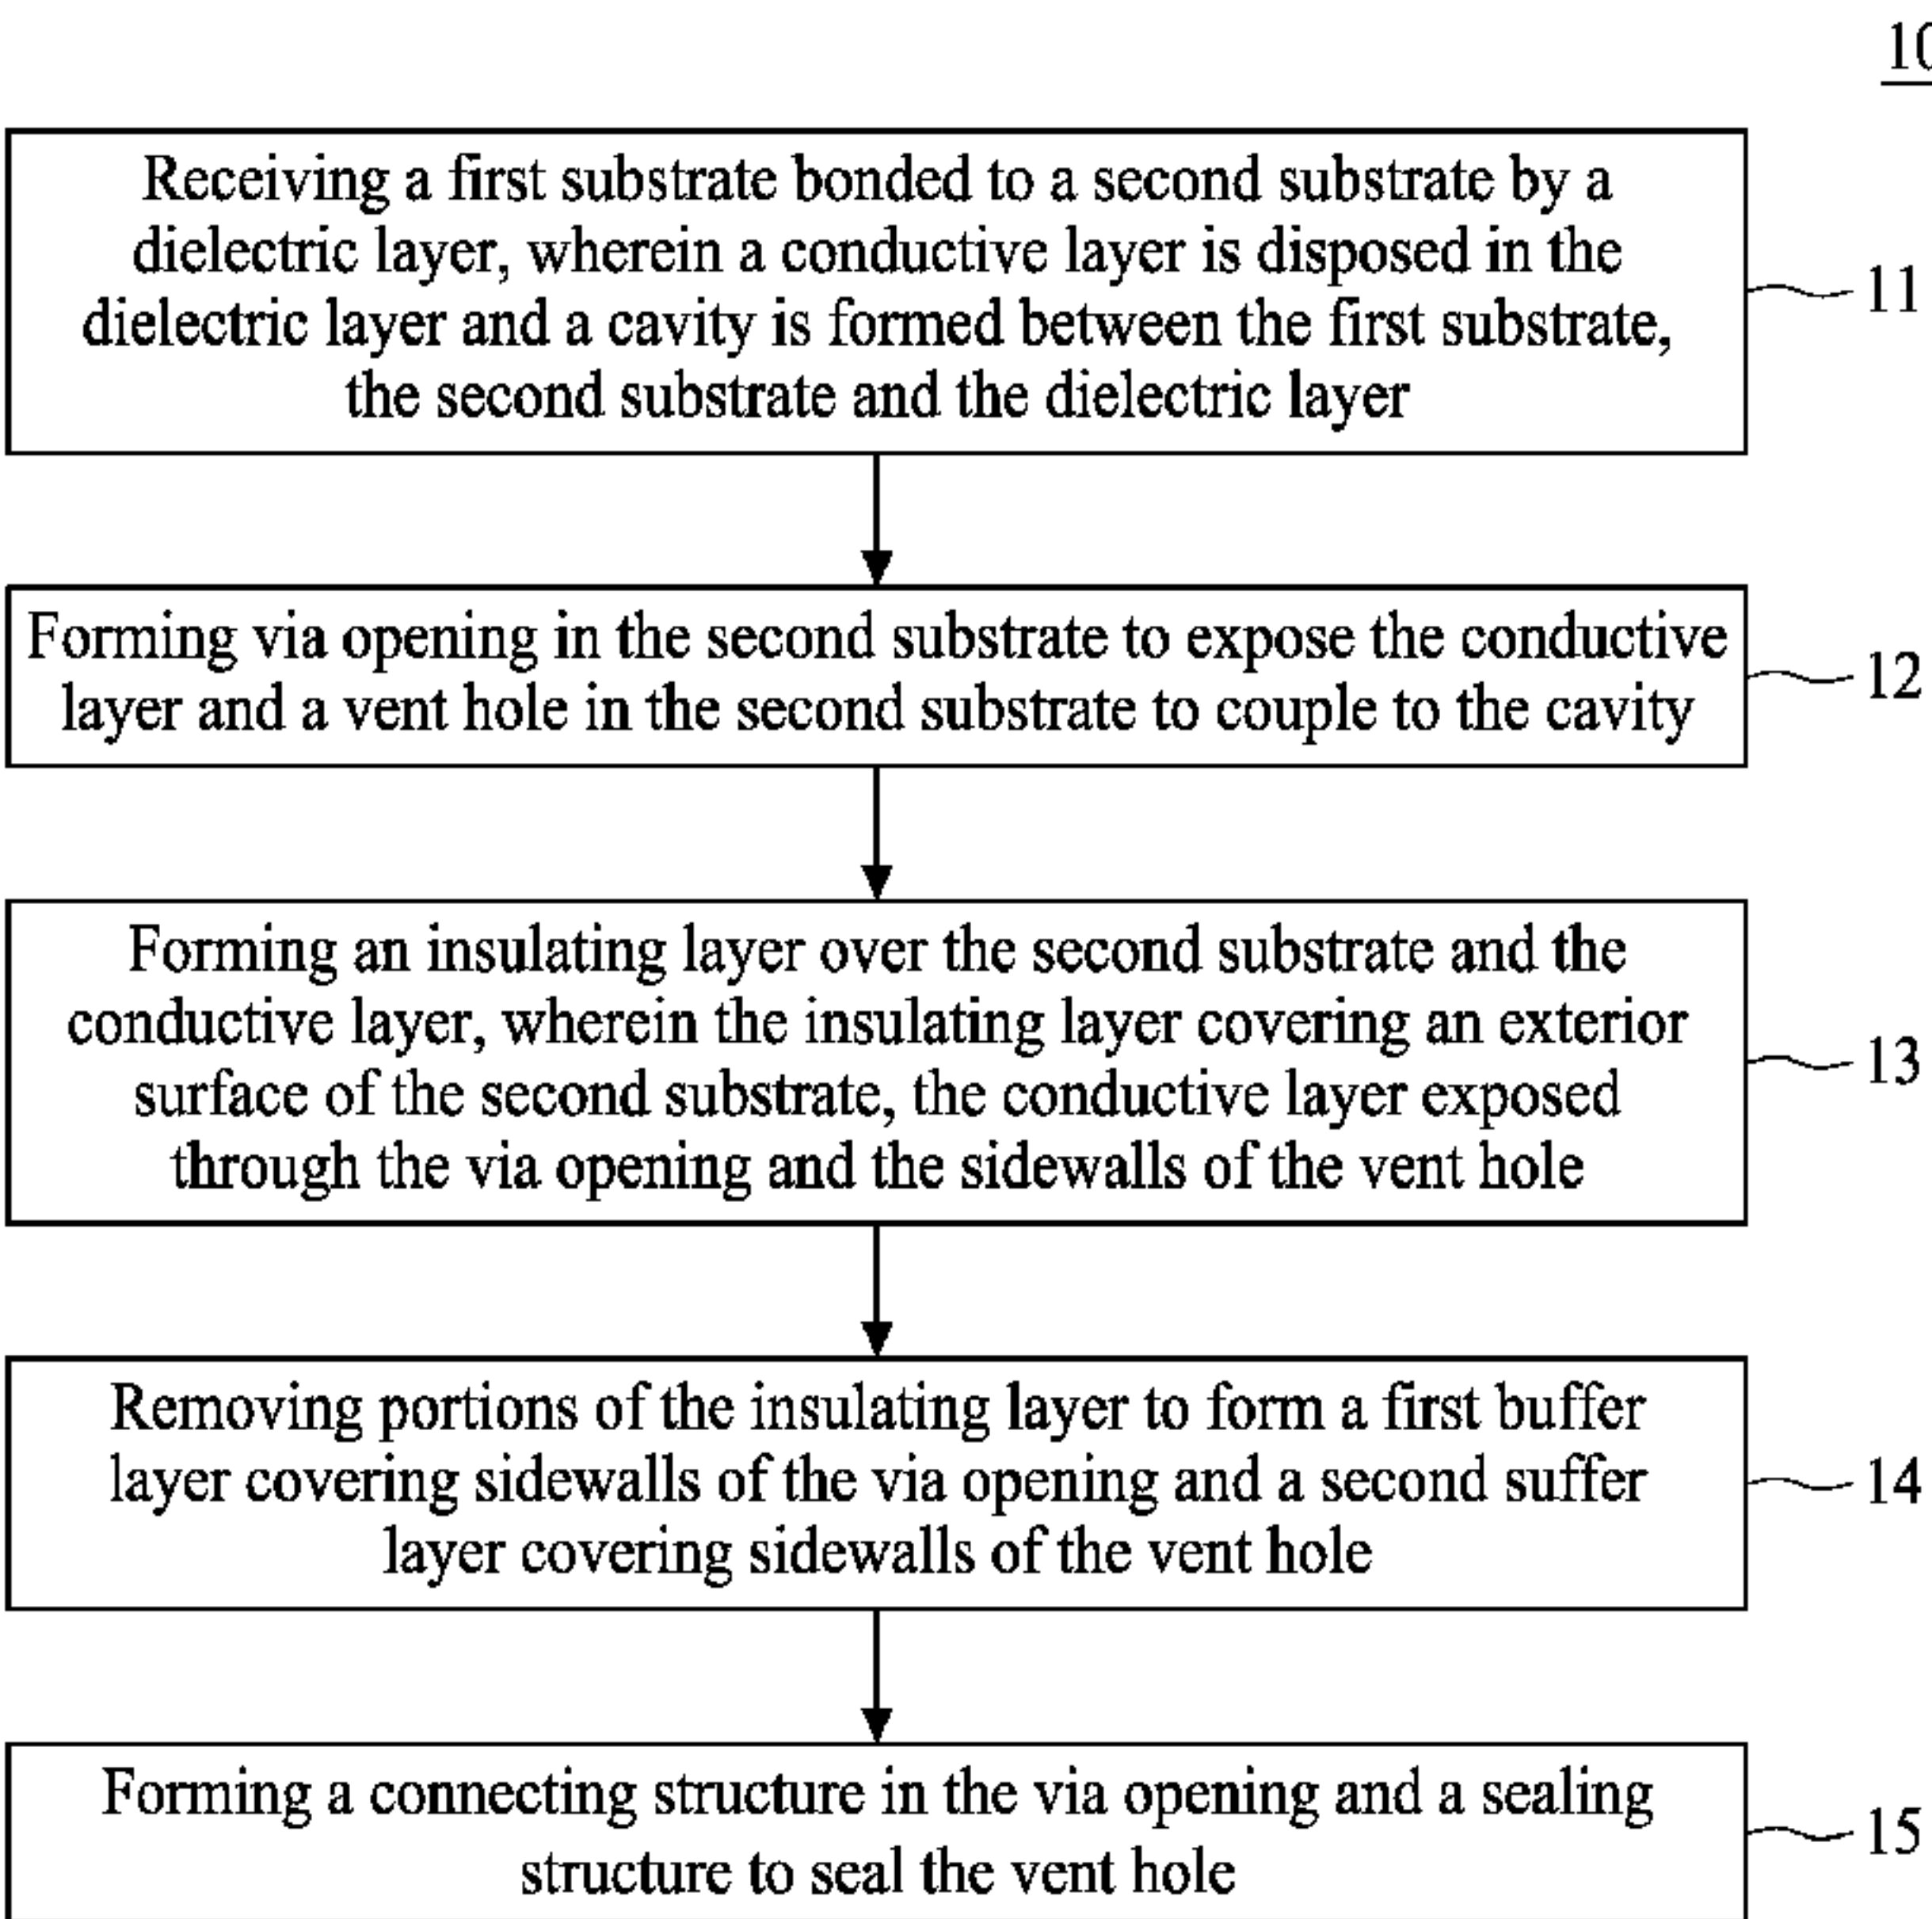 10
Receiving a first substrate bonded to a second substrate by a
dielectric layer, wherein a conductive layer is disposed in the
dielectric layer and a cavity is formed between the first substrate,
the second substrate and the dielectric layer
11
Forming via opening in the second substrate to expose the conductive
layer and a vent hole in the second substrate to couple to the cavity
12
Forming an insulating layer over the second substrate and the
conductive layer, wherein the insulating layer covering an exterior
surface of the second substrate, the conductive layer exposed
through the via opening and the sidewalls of the vent hole
13
Removing portions of the insulating layer to form a first buffer
layer covering sidewalls of the via opening and a second suffer
layer covering sidewalls of the vent hole
14
Forming a connecting structure in the via opening and a sealing
structure to seal the vent hole
15